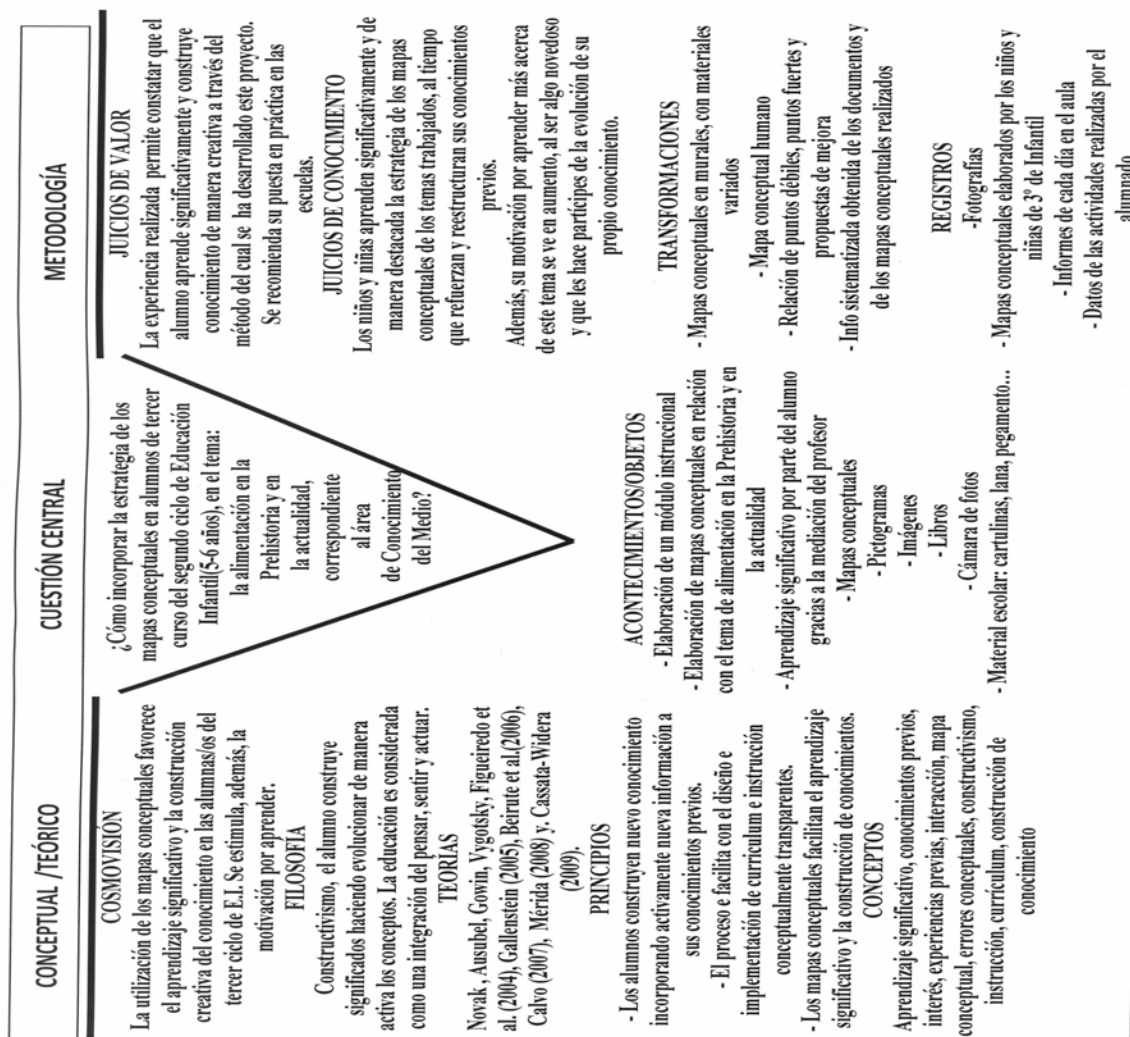 CONCEPTUAL /TEÓRICO
CUESTIÓN CENTRAL
METODOLOGÍA
COSMOVISIÓN
La utilización de los mapas conceptuales favorece
el aprendizaje significativo y la construcción
creativa del conocimiento en las alumnas/os del
tercer ciclo de E.I. Se estimula, además, la
motivación por aprender.
FILOSOFÍA
Constructivismo, el alumno construye
significados haciendo evolucionar de manera
activa los conceptos. La educación es considerada
como una integración del pensar, sentir y actuar.
TEORÍAS
Novak , Ausubel, Gowin, Vygotsky, Figueiredo et
al. (2004), Gallenstein (2005), Beirute et al.(2006),
Calvo (2007), Mérida (2008) y. Cassata-Widera
(2009).
PRINCIPIOS
- Los alumnos construyen nuevo conocimiento
incorporando activamente nueva información a
sus conocimientos previos.
- El proceso e facilita con el diseño e
implementación de curriculum e instrucción
conceptualmente transparentes.
- Los mapas conceptuales facilitan el aprendizaje
significativo y la construcción de conocimientos.
CONCEPTOS
Aprendizaje significativo, conocimientos previos,
interés, experiencias previas, interacción, mapa
conceptual, errores conceptuales, constructivismo,
instrucción, currículum, construcción de
conocimiento
¿Cómo incorporar la estrategia de los
mapas conceptuales en alumnos de tercer
curso del segundo ciclo de Educación
Infantil(5-6 años), en el tema:
la alimentación en la
Prehistoria y en
la actualidad,
correspondiente
al área
de Conocimiento
del Medio?
ACONTECIMIENTOS/OBJETOS
- Elaboración de un módulo instruccional
- Elaboración de mapas conceptuales en relación
con el tema de alimentación en la Prehistoria y en
la actualidad
- Aprendizaje significativo por parte del alumno
gracias a la mediación del profesor
- Mapas conceptuales
- Pictogramas
- Imágenes
- Libros
- Cámara de fotos
- Material escolar: cartulinas, lana, pegamento...
JUICIOS DE VALOR
La experiencia realizada permite constatar que el
alumno aprende significativamente y construye
conocimiento de manera creativa a través del
método del cual se ha desarrollado este proyecto.
Se recomienda su puesta en práctica en las
escuelas.
JUICIOS DE CONOCIMIENTO
Los niños y niñas aprenden significativamente y de
manera destacada la estrategia de los mapas
conceptuales de los temas trabajados, al tiempo
que refuerzan y reestructuran sus conocimientos
previos.
Además, su motivación por aprender más acerca
de este tema se ve en aumento, al ser algo novedoso
y que les hace partícipes de la evolución de su
propio conocimiento.
TRANSFORMACIONES
- Mapas conceptuales en murales, con materiales
variados
- Mapa conceptual humano
- Relación de puntos débiles, puntos fuertes y
propuestas de mejora
- Info sistematizada obtenida de los documentos y
de los mapas conceptuales realizados
REGISTROS
-Fotografías
- Mapas conceptuales elaborados por los niños y
niñas de 3º de Infantil
- Informes de cada día en el aula
- Datos de las actividades realizadas por el
alumnado